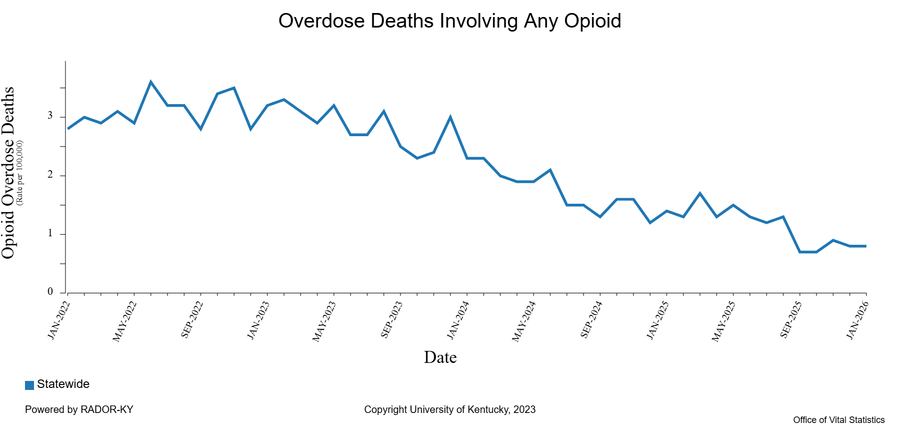 Overdose Deaths Involving Any Opioid
Opioid Overdose Deaths
(Rate per 100,000)
3
2
1
0
JAN-2022
MAY-2022
SEP-2022
JAN-2023
MAY-2023
SEP-2023
JAN-2024
MAY-2024
SEP-2024
JAN-2025
MAY-2025
SEP-2025
JAN-2026
Date
Statewide
Powered by RADOR-KY
Copyright University of Kentucky, 2023
Office of Vital Statistics